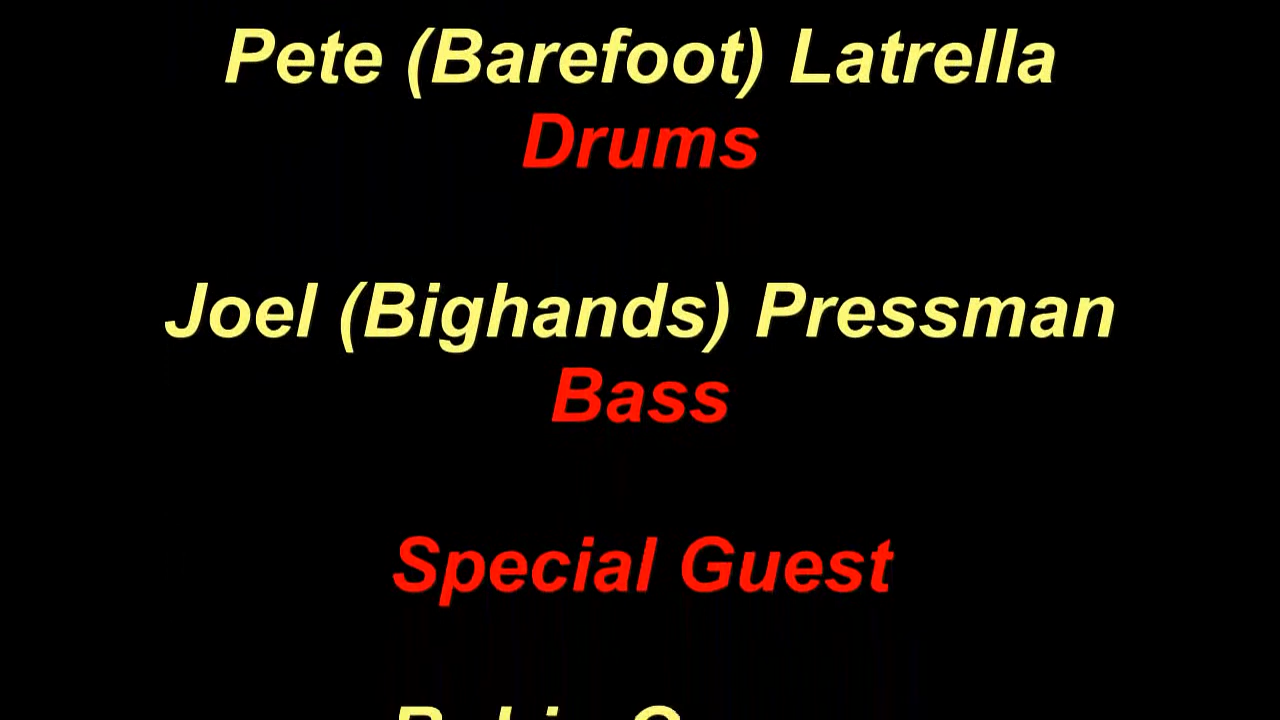 Pete (Barefoot) Latrella
Drums
Joel (Bighands) Pressman
Bass
Special Guest